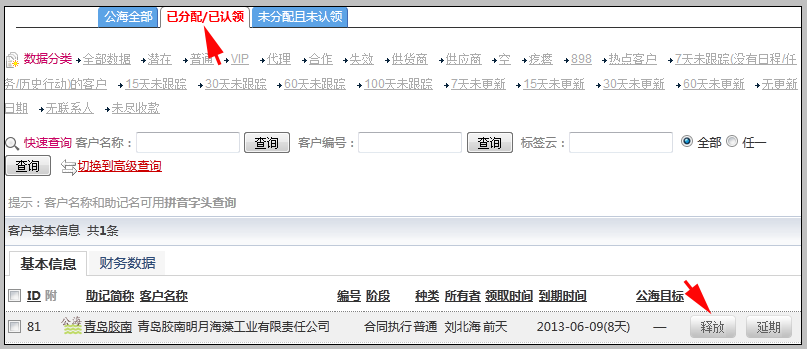 公海全部 已分配/已认领 未分配且未认领
数据分类 全部数据 潜在 普通 VIP 代理 合作 失效 供货商 供应商 空 疙瘩 898 热点客户 7天未跟踪(没有日程/任
务/历史行动)的客户 15天未跟踪 30天未跟踪 60天未跟踪 100天未跟踪 7天未更新 15天未更新 30天未更新 60天未更新 无更新
日期 无联系人 未尽收款
快速查询 客户名称： 查询 客户编号： 查询 标签云： 全部 任一
查询 切换到高级查询
提示：客户名称和助记名可用拼音字头查询
客户基本信息 共1条
基本信息 财务数据
ID 附 助记简称 客户名称 编号 阶段 种类 所有者 领取时间 到期时间 公海目标
81 公海 青岛胶南 青岛胶南明月海藻工业有限责任公司 合同执行 普通 刘北海 前天 2013-06-09(8天) — 释放 延期